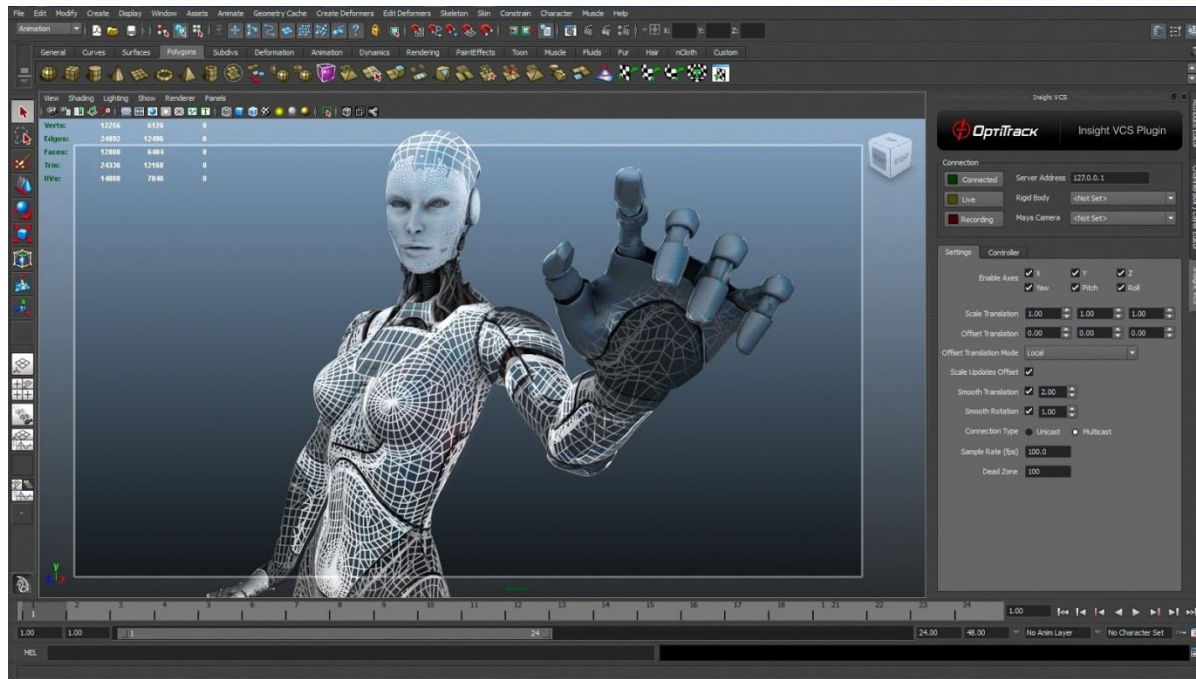 File Edit Modify Create Display Window Assets Animate Geometry Cache Create Deformers Edit Deformers Skeleton Skin Constrain Character Muscle Help
Animation X: Y: Z:
General Curves Surfaces Polygons Subdivs Deformation Animation Dynamics Rendering PaintEffects Toon Muscle Fluids Fur Hair nCloth Custom
View Shading Lighting Show Renderer Panels
Insight VCS
Verts: 12256 6128 0
Edges: 24892 12486 0
Faces: 12808 6404 0
Tris: 24336 12168 0
UVs: 14080 7040 0
OptiTrack Insight VCS Plugin
Connection
Connected Server Address 127.0.0.1
Live Rigid Body <Not Set>
Recording Maya Camera <Not Set>
Settings Controller
Enable Axes X Y Z
Yaw Pitch Roll
Scale Translation 1.00 1.00 1.00
Offset Translation 0.00 0.00 0.00
Offset Translation Mode Local
Scale Updates Offset
Smooth Translation 2.00
Smooth Rotation 1.00
Connection Type Unicast Multicast
Sample Rate (fps) 100.0
Dead Zone 100
y
z x
1 2 3 4 5 6 7 8 9 10 11 12 13 14 15 16 17 18 1 21 22 23 24 1.00
1
1.00 1.00 1 24 24.00 48.00 No Anim Layer No Character Set
MEL